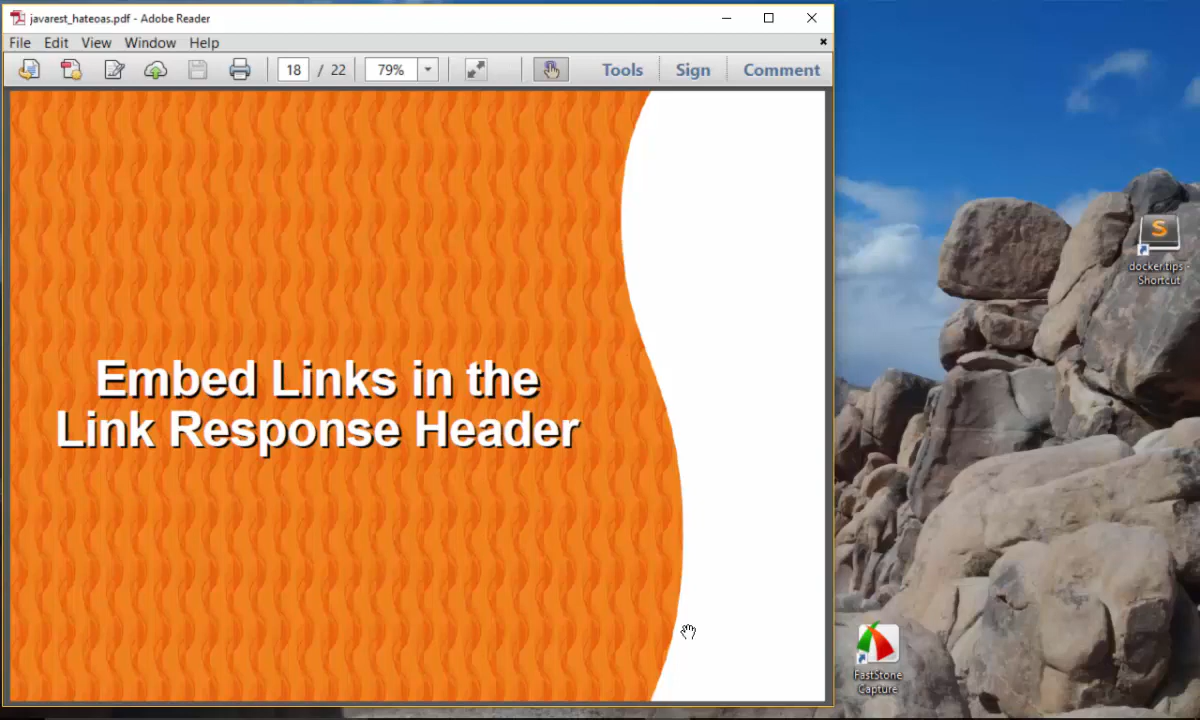 javarest_hateoas.pdf - Adobe Reader
File Edit View Window Help
18 / 22 79% Tools Sign Comment
Embed Links in the
Link Response Header
S
docker.tips -
Shortcut
FastStone
Capture